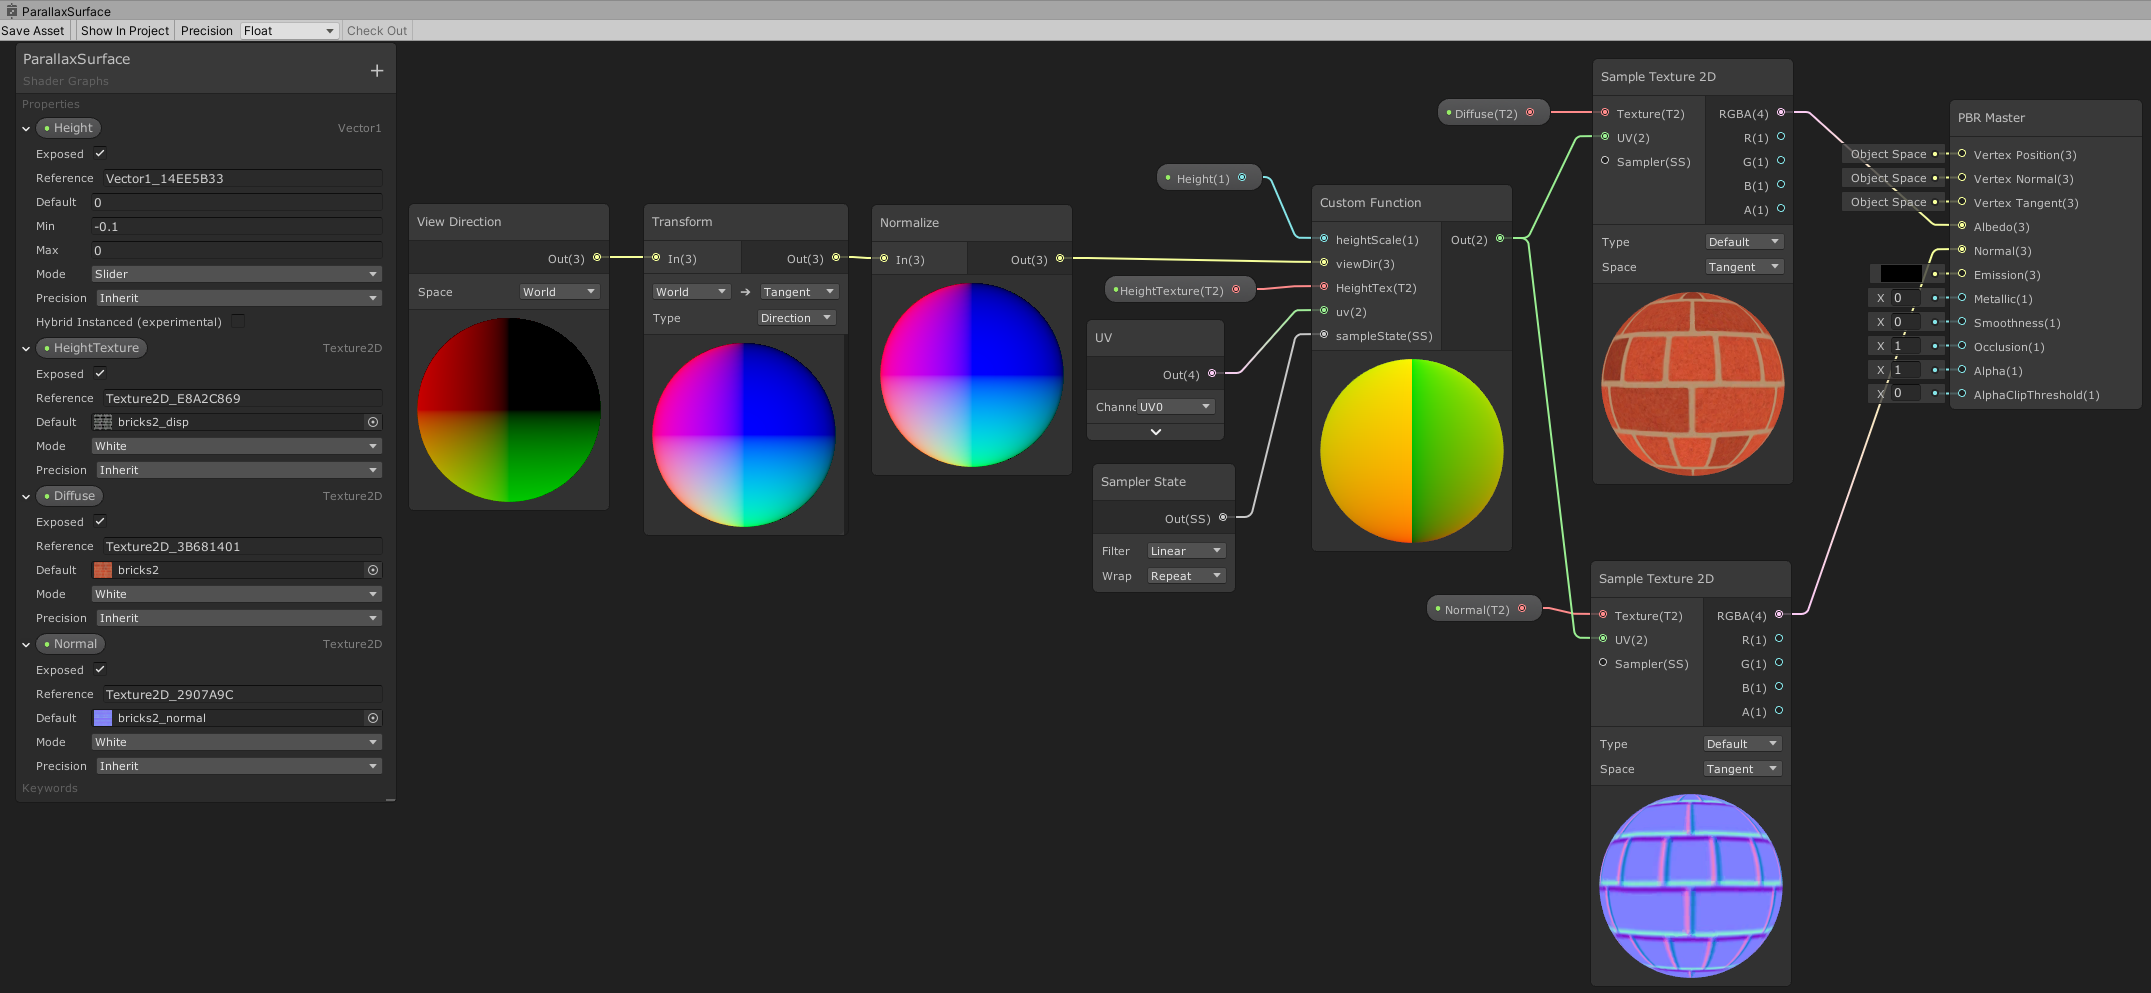 ParallaxSurface
Save Asset
Show In Project
Precision
Float
Check Out
ParallaxSurface
Shader Graphs
Properties
Height
Vector1
Exposed
Reference
Vector1_14EE5B33
Default
0
Min
-0.1
Max
0
Mode
Slider
Precision
Inherit
Hybrid Instanced (experimental)
HeightTexture
Texture2D
Exposed
Reference
Texture2D_E8A2C869
Default
bricks2_disp
Mode
White
Precision
Inherit
Diffuse
Texture2D
Exposed
Reference
Texture2D_3B681401
Default
bricks2
Mode
White
Precision
Inherit
Normal
Texture2D
Exposed
Reference
Texture2D_2907A9C
Default
bricks2_normal
Mode
White
Precision
Inherit
Keywords
View Direction
Out(3)
Space
World
Transform
In(3)
Out(3)
World
Tangent
Type
Direction
Normalize
In(3)
Out(3)
Height(1)
HeightTexture(T2)
UV
Out(4)
Channe
UV0
Sampler State
Out(SS)
Filter
Linear
Wrap
Repeat
Custom Function
heightScale(1)
Out(2)
viewDir(3)
HeightTex(T2)
uv(2)
sampleState(SS)
Diffuse(T2)
Sample Texture 2D
Texture(T2)
RGBA(4)
UV(2)
R(1)
Sampler(SS)
G(1)
B(1)
A(1)
Type
Default
Space
Tangent
Normal(T2)
Sample Texture 2D
Texture(T2)
RGBA(4)
UV(2)
R(1)
Sampler(SS)
G(1)
B(1)
A(1)
Type
Default
Space
Tangent
PBR Master
Object Space
Vertex Position(3)
Object Space
Vertex Normal(3)
Object Space
Vertex Tangent(3)
Albedo(3)
Normal(3)
Emission(3)
X 0
Metallic(1)
X 0
Smoothness(1)
X 1
Occlusion(1)
X 1
Alpha(1)
X 0
AlphaClipThreshold(1)